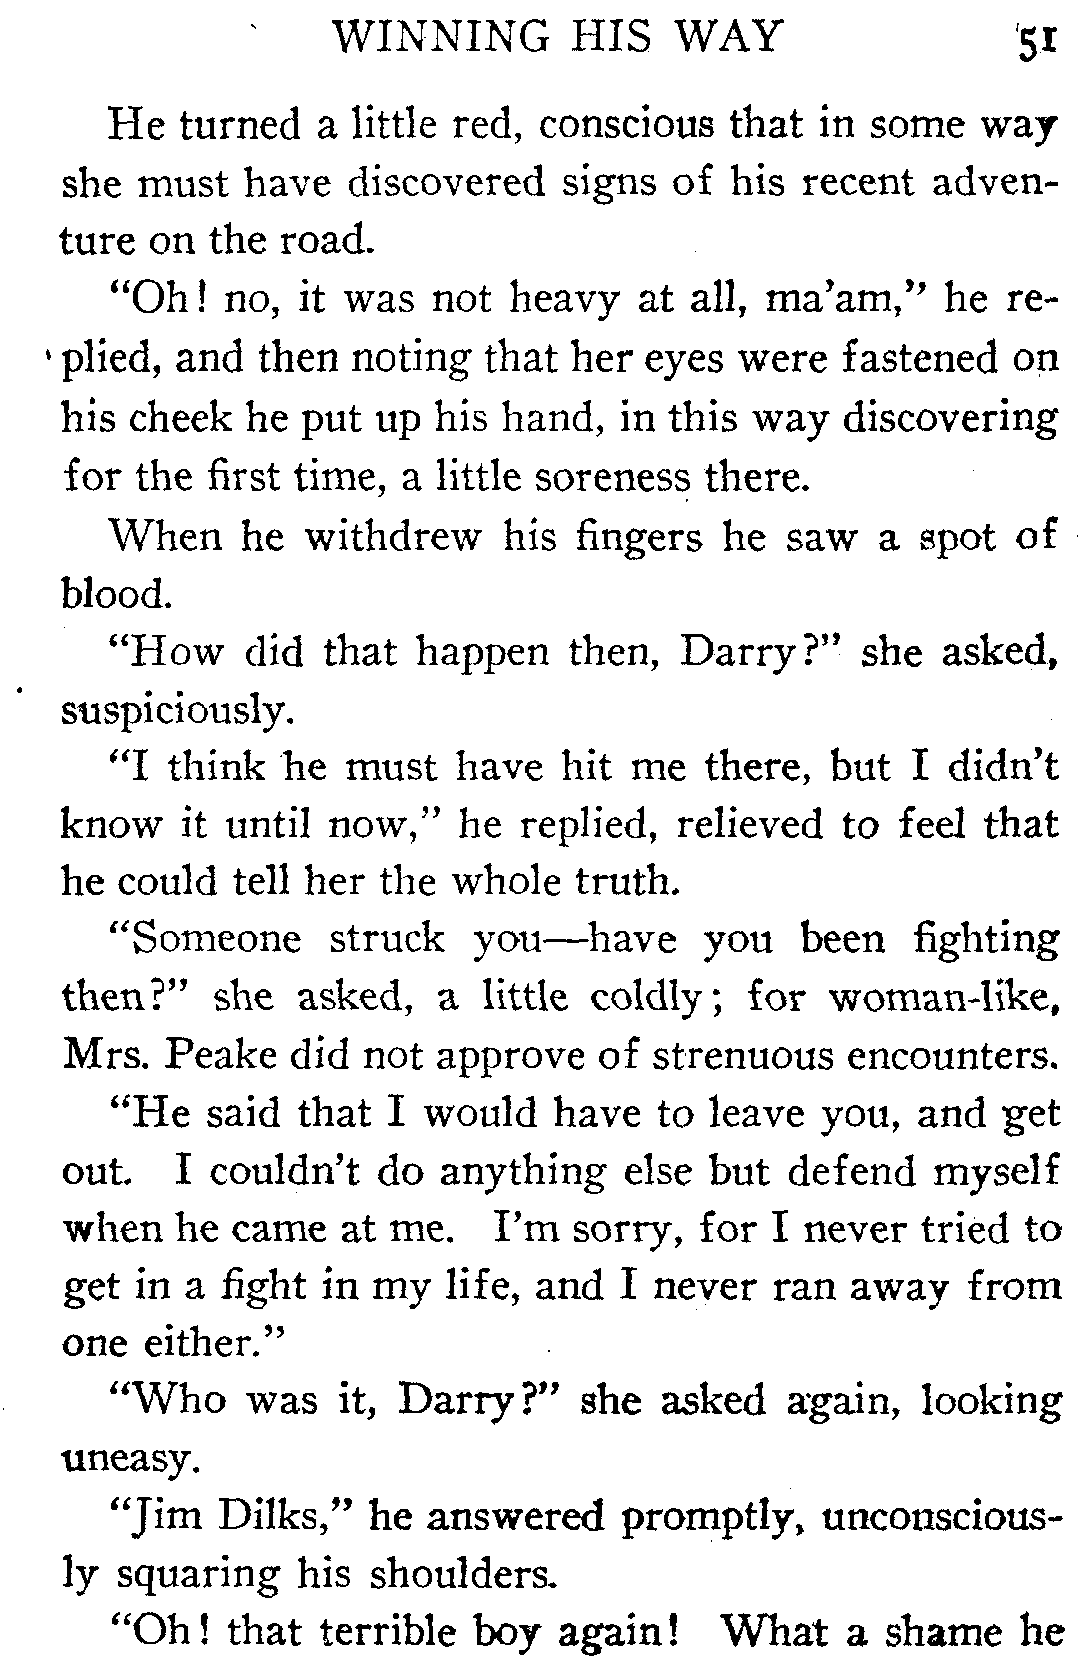 WINNING HIS WAY 51
He turned a little red, conscious that in some way
she must have discovered signs of his recent adven-
ture on the road.
“Oh! no, it was not heavy at all, ma’am,” he re-
plied, and then noting that her eyes were fastened on
his cheek he put up his hand, in this way discovering
for the first time, a little soreness there.
When he withdrew his fingers he saw a spot of
blood.
“How did that happen then, Darry?” she asked,
suspiciously.
“I think he must have hit me there, but I didn’t
know it until now,” he replied, relieved to feel that
he could tell her the whole truth.
“Someone struck you—have you been fighting
then?” she asked, a little coldly; for woman-like,
Mrs. Peake did not approve of strenuous encounters.
“He said that I would have to leave you, and get
out. I couldn’t do anything else but defend myself
when he came at me. I’m sorry, for I never tried to
get in a fight in my life, and I never ran away from
one either.”
“Who was it, Darry?” she asked again, looking
uneasy.
“Jim Dilks,” he answered promptly, unconscious-
ly squaring his shoulders.
“Oh! that terrible boy again! What a shame he